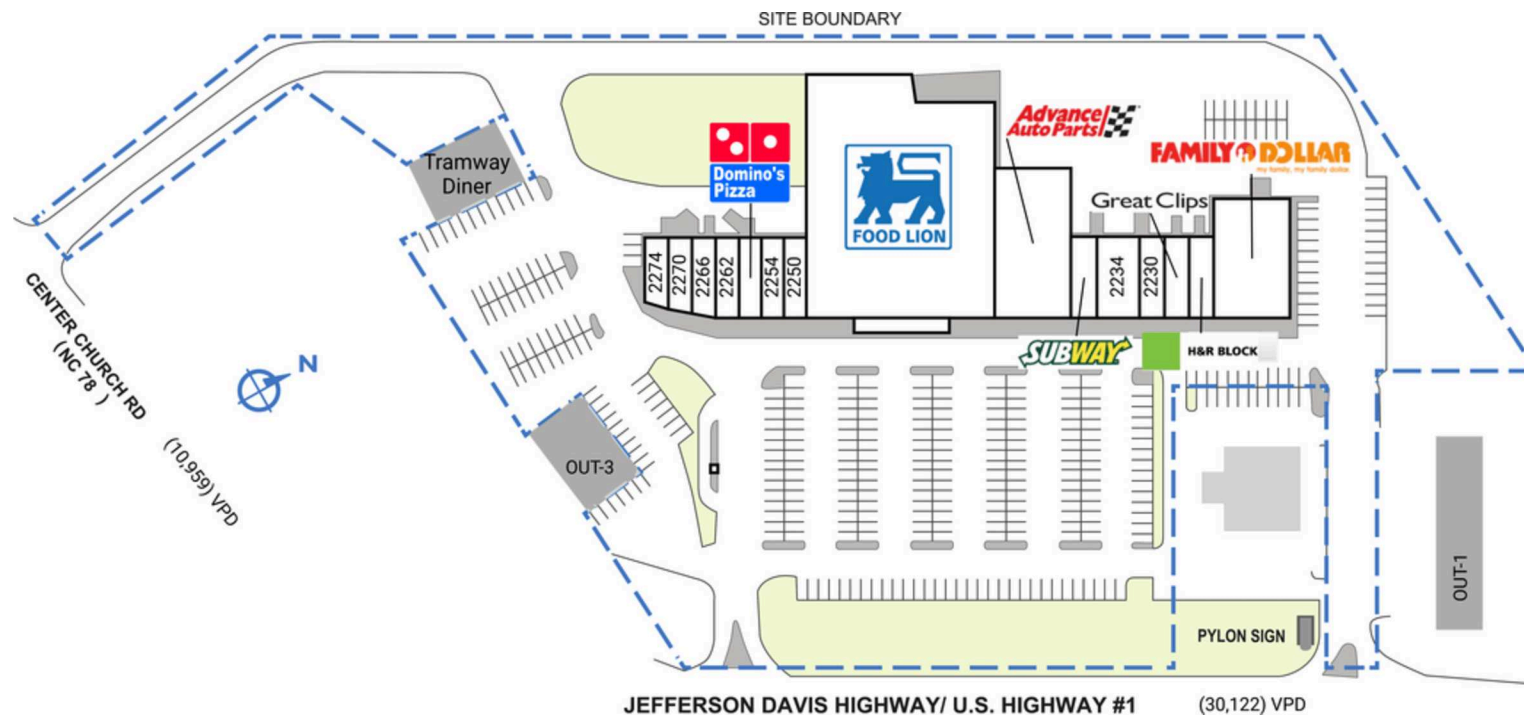 SITE BOUNDARY
Tramway
Diner
Domino's
Pizza
FOOD LION
Advance
Auto Parts
FAMILY DOLLAR
my family, my family dollar.
Great Clips
2274
2270
2266
2262
2254
2250
2234
2230
SUBWAY
H&R BLOCK
CENTER CHURCH RD
(NC 78 )
(10,959) VPD
N
OUT-3
OUT-1
PYLON SIGN
JEFFERSON DAVIS HIGHWAY/ U.S. HIGHWAY #1
(30,122) VPD